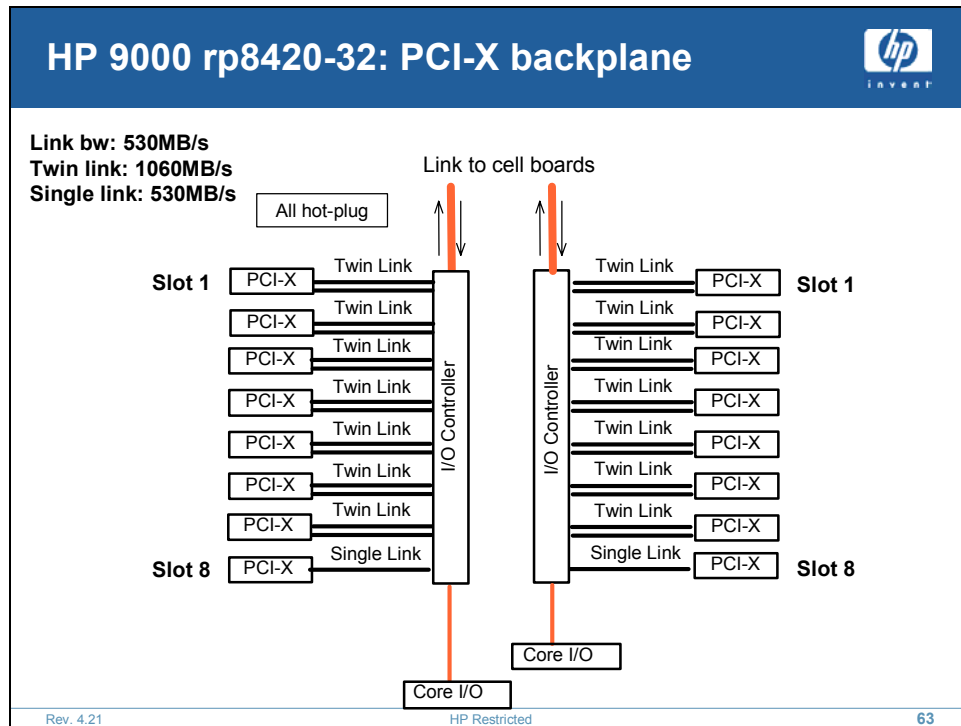 HP 9000 rp8420-32: PCI-X backplane
hp
invent
Link bw: 530MB/s
Twin link: 1060MB/s
Single link: 530MB/s
Link to cell boards
All hot-plug
Slot 1
PCI-X
Twin Link
Twin Link
PCI-X
Slot 1
PCI-X
Twin Link
Twin Link
PCI-X
PCI-X
Twin Link
Twin Link
PCI-X
PCI-X
Twin Link
Twin Link
PCI-X
PCI-X
Twin Link
Twin Link
PCI-X
PCI-X
Twin Link
Twin Link
PCI-X
PCI-X
Twin Link
Twin Link
PCI-X
Slot 8
PCI-X
Single Link
Single Link
PCI-X
Slot 8
I/O Controller
I/O Controller
Core I/O
Core I/O
Rev. 4.21
HP Restricted
63